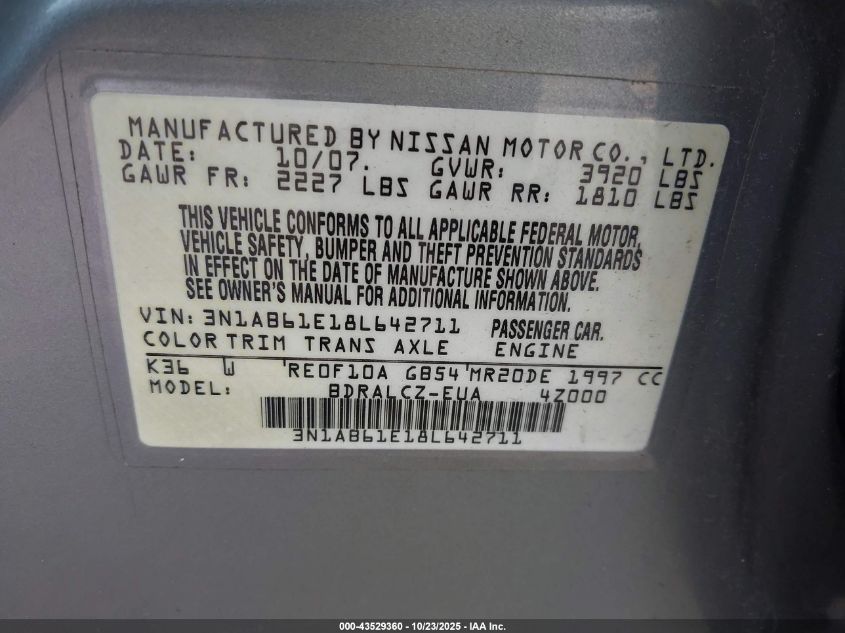 MANUFACTURED BY NISSAN MOTOR CO., LTD.
DATE: 10/07. GVWR: 3920 LBS
GAWR FR: 2227 LBS GAWR RR: 1810 LBS
THIS VEHICLE CONFORMS TO ALL APPLICABLE FEDERAL MOTOR
VEHICLE SAFETY, BUMPER AND THEFT PREVENTION STANDARDS
IN EFFECT ON THE DATE OF MANUFACTURE SHOWN ABOVE.
SEE OWNER'S MANUAL FOR ADDITIONAL INFORMATION.
VIN: 3N1AB61E18L642711 PASSENGER CAR.
COLOR TRIM TRANS AXLE ENGINE
K36 W RE0F10A GB54 MR20DE 1997 CC
MODEL: BDRALCZ-EUA 4Z000
3N1AB61E18L642711
000-43529360 - 10/23/2025 - IAA Inc.